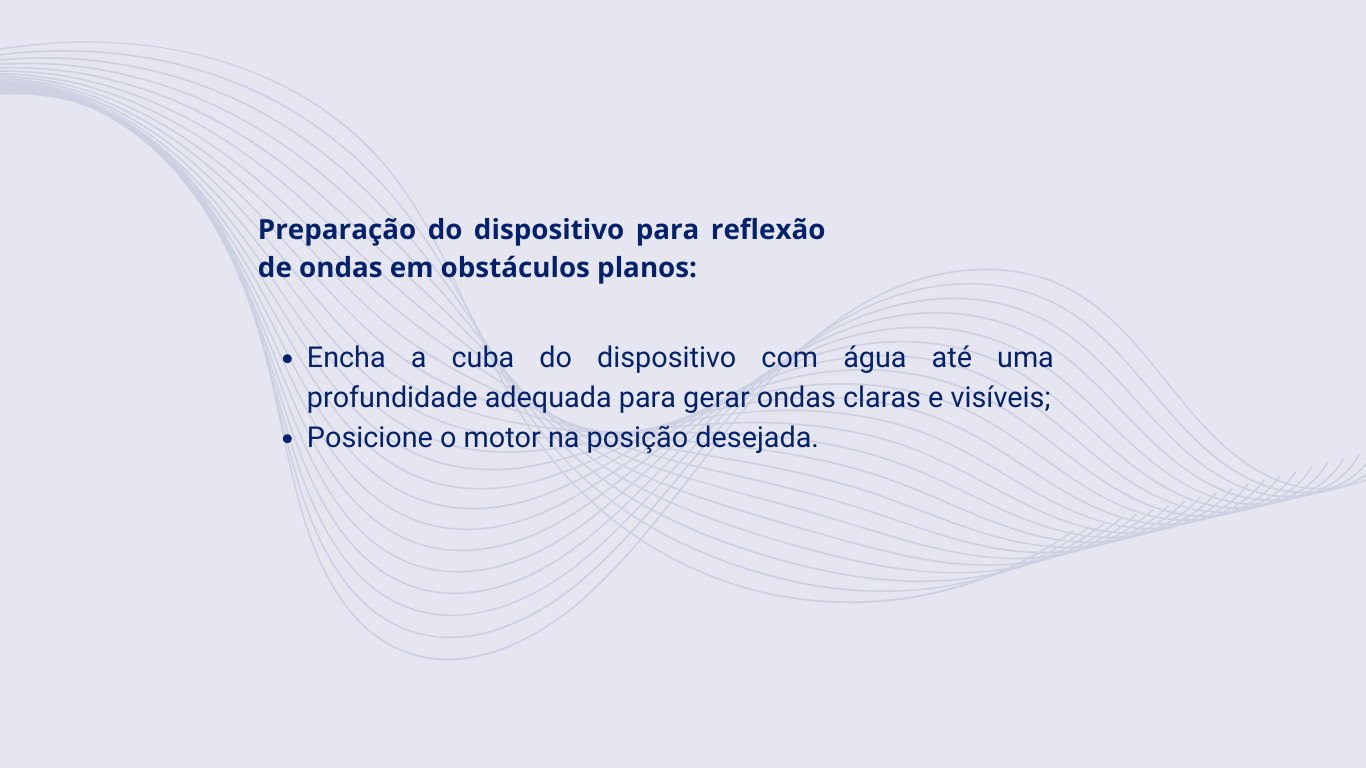 Preparação do dispositivo para reflexão
de ondas em obstáculos planos:
• Encha a cuba do dispositivo com água até uma
profundidade adequada para gerar ondas claras e visíveis;
• Posicione o motor na posição desejada.